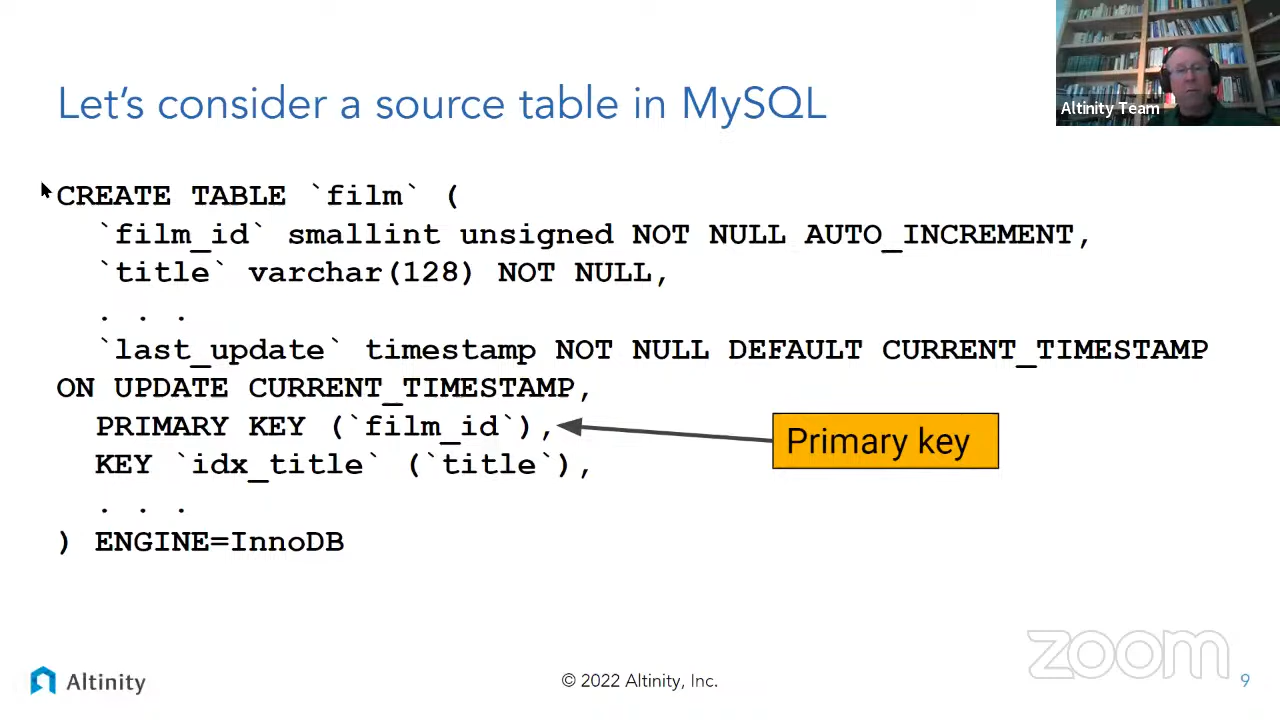 Altinity Team
Let's consider a source table in MySQL
CREATE TABLE `film` (
`film_id` smallint unsigned NOT NULL AUTO_INCREMENT,
`title` varchar(128) NOT NULL,
. . .
`last_update` timestamp NOT NULL DEFAULT CURRENT_TIMESTAMP
ON UPDATE CURRENT_TIMESTAMP,
PRIMARY KEY (`film_id`),
Primary key
KEY `idx_title` (`title`),
. . .
) ENGINE=InnoDB
zoom
Altinity
© 2022 Altinity, Inc.
9